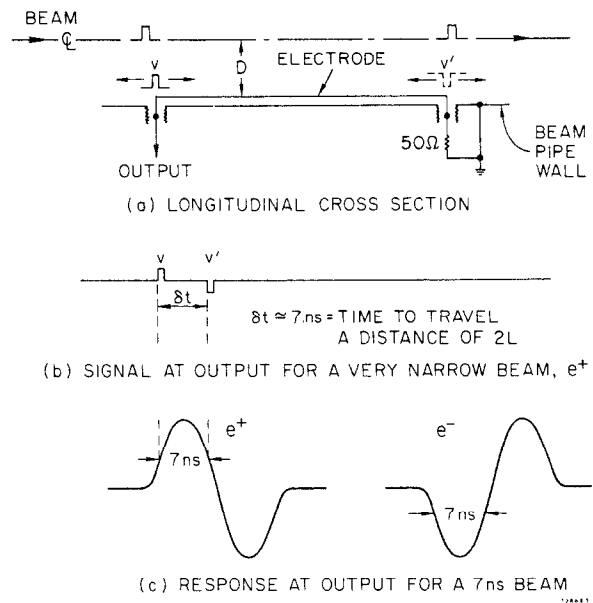 BEAM
℄
D
ELECTRODE
v
v'
50Ω
OUTPUT
BEAM
PIPE
WALL
(a) LONGITUDINAL CROSS SECTION
v
v'
δt
δt ≃ 7ns = TIME TO TRAVEL
A DISTANCE OF 2L
(b) SIGNAL AT OUTPUT FOR A VERY NARROW BEAM, e+
e+
e-
7ns
7ns
(c) RESPONSE AT OUTPUT FOR A 7ns BEAM